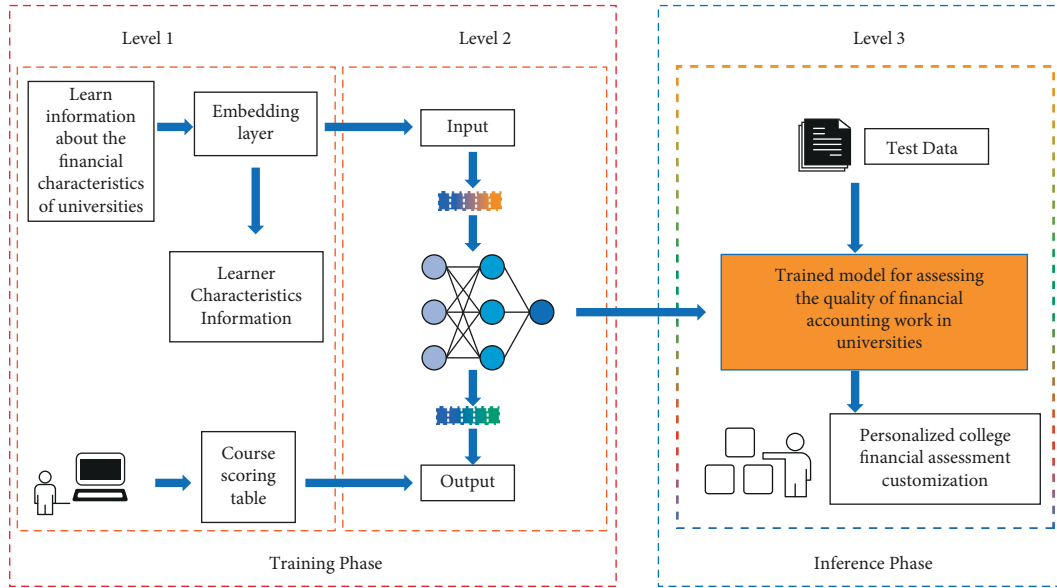 Level 1
Level 2
Level 3
Learn
information
about the
financial
characteristics
of universities
Embedding
layer
Input
Test Data
Learner
Characteristics
Information
Trained model for assessing
the quality of financial
accounting work in
universities
Course
scoring
table
Output
Personalized college
financial assessment
customization
Training Phase
Inference Phase